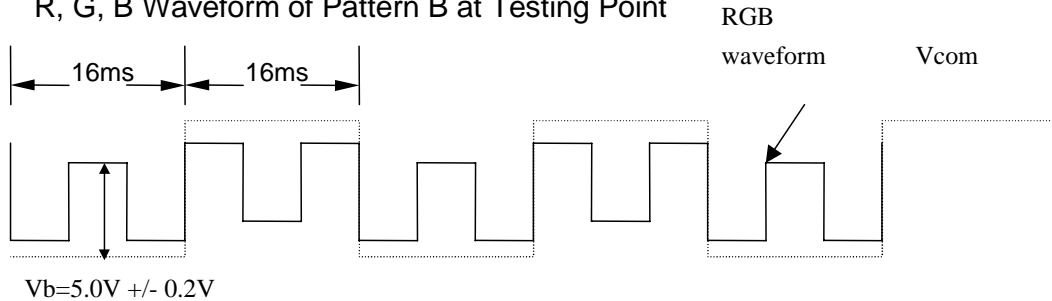 R, G, B Waveform of Pattern B at Testing Point
RGB
waveform
Vcom
16ms
16ms
Vb=5.0V +/- 0.2V